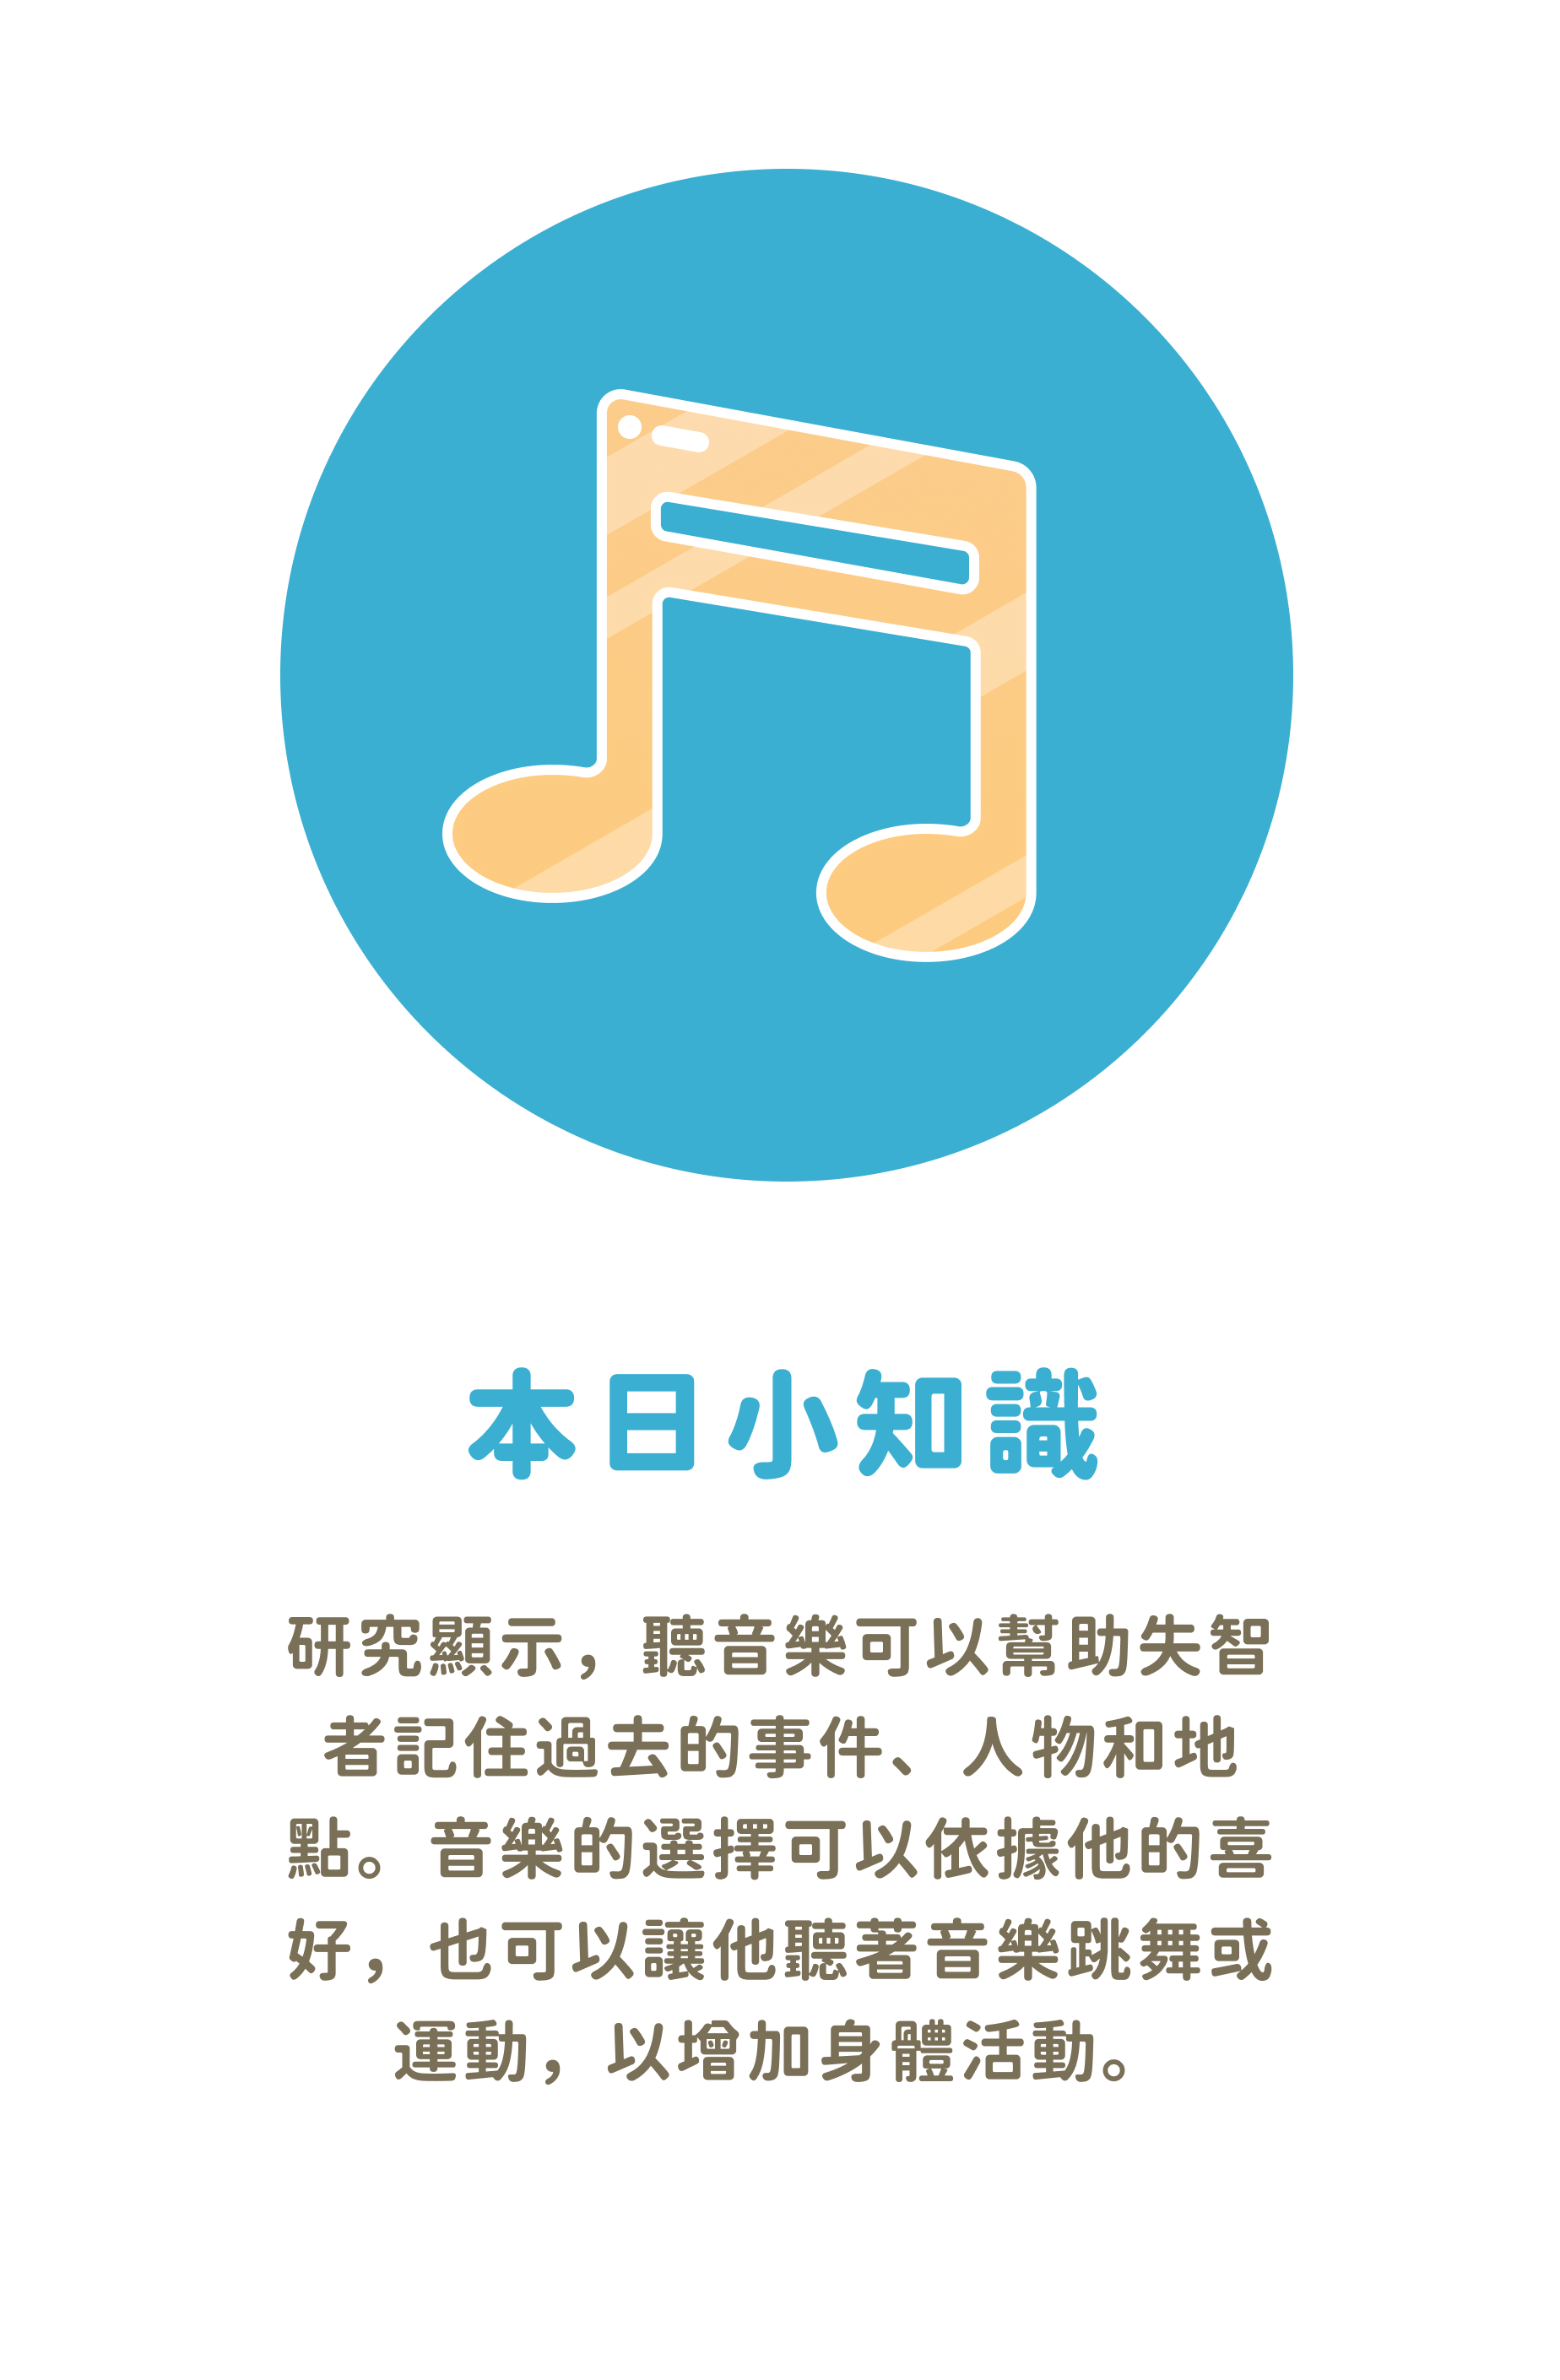 本日小知識
研究顯示，聽音樂可以幫助失智
者記住過去的事件、人物和地
點。音樂的選擇可以依據他的喜
好，也可以讓他聽著音樂跳舞或
運動，以增加身體活動。